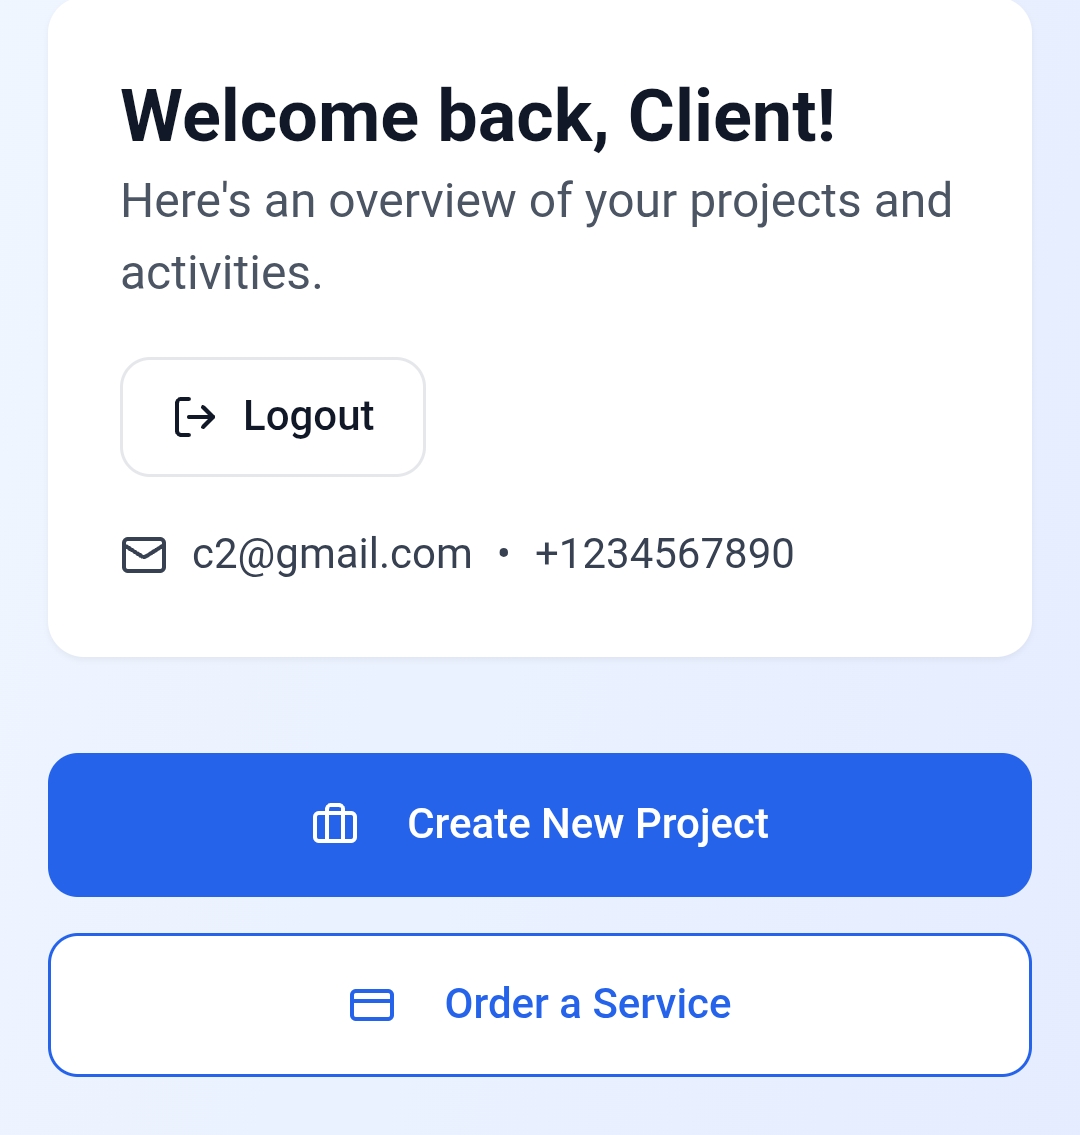 Welcome back, Client!
Here's an overview of your projects and
activities.
Logout
c2@gmail.com • +1234567890
Create New Project
Order a Service